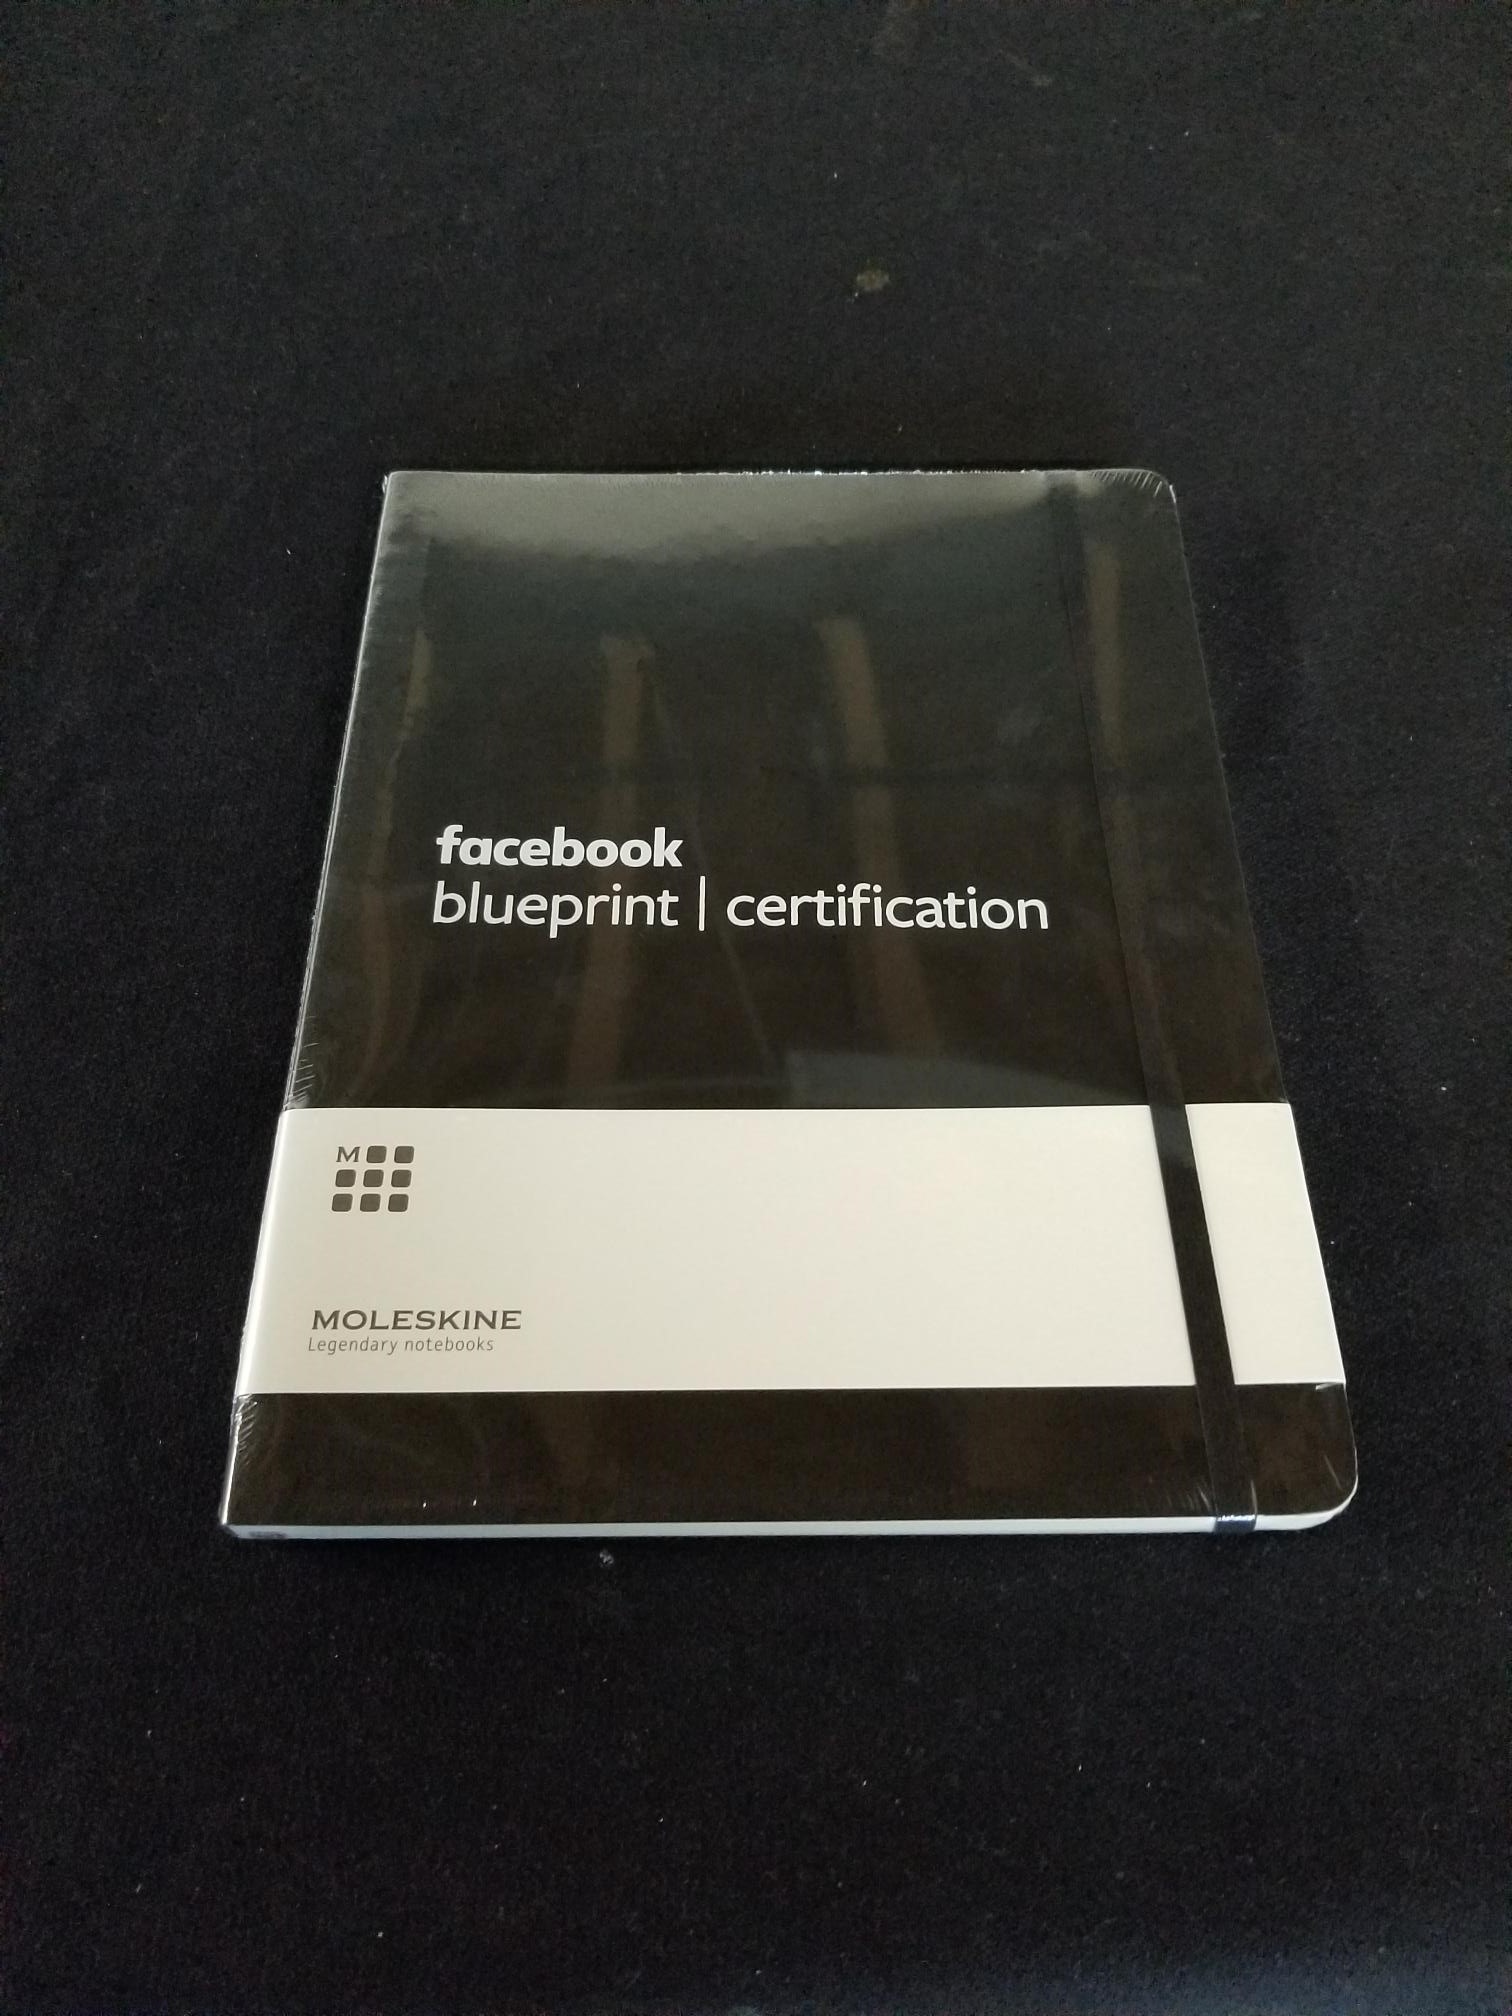 facebook
blueprint | certification
M
MOLESKINE
Legendary notebooks